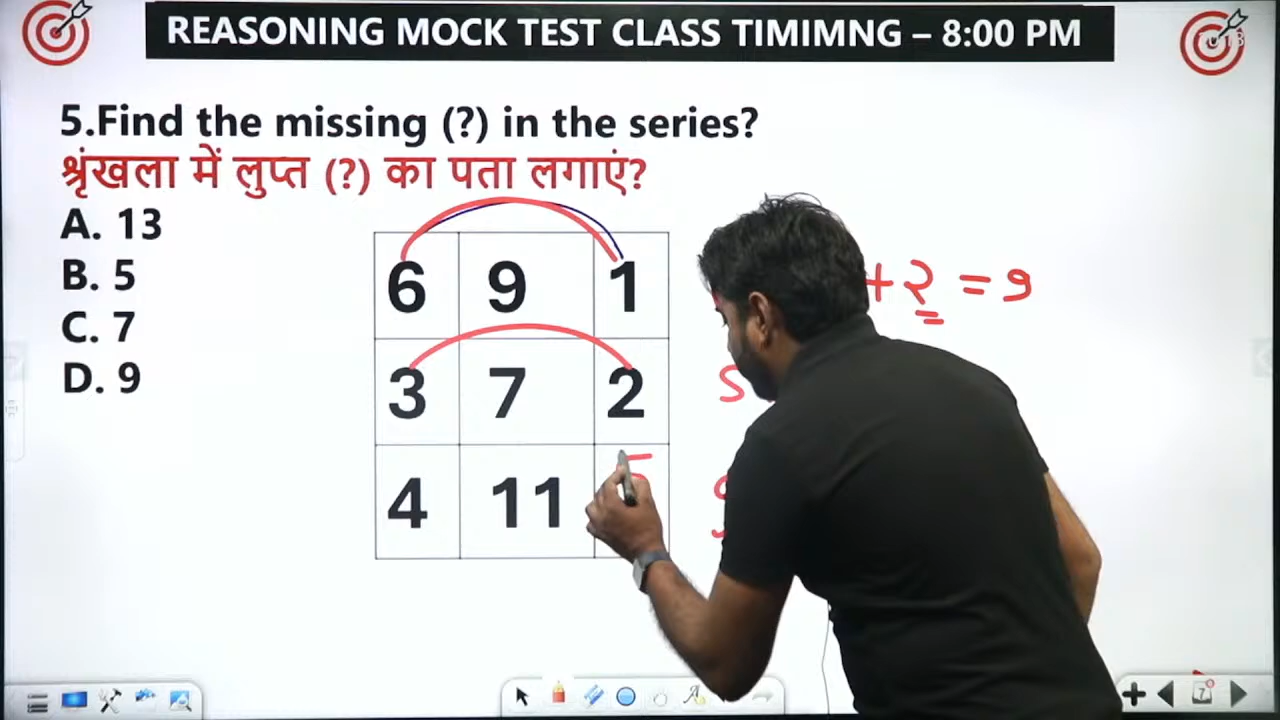 REASONING MOCK TEST CLASS TIMIMNG – 8:00 PM
5.Find the missing (?) in the series?
श्रृंखला में लुप्त (?) का पता लगाएं?
A. 13
B. 5
C. 7
D. 9
6 9 1
+2 = 9
3 7 2
5
4 11